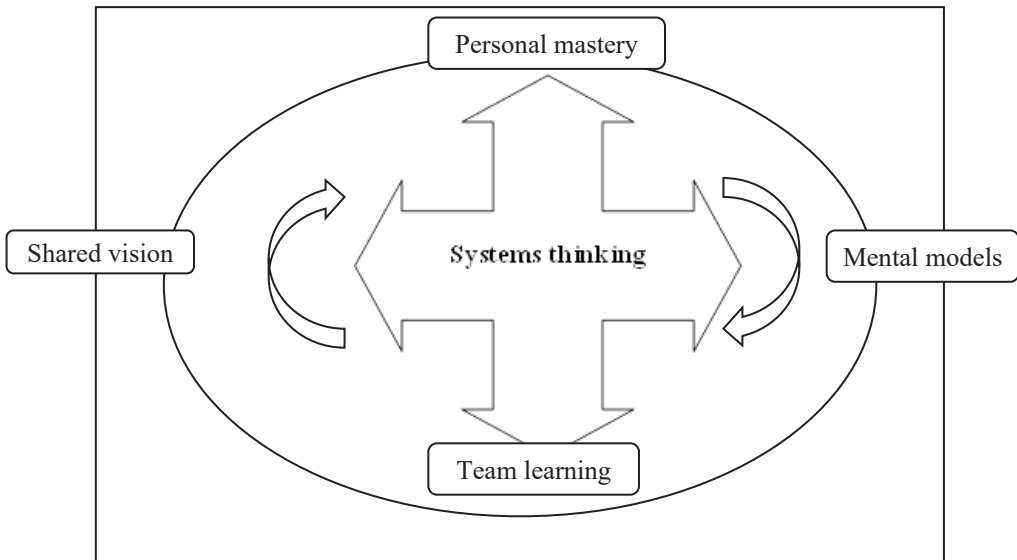 Personal mastery
Shared vision
Systems thinking
Mental models
Team learning